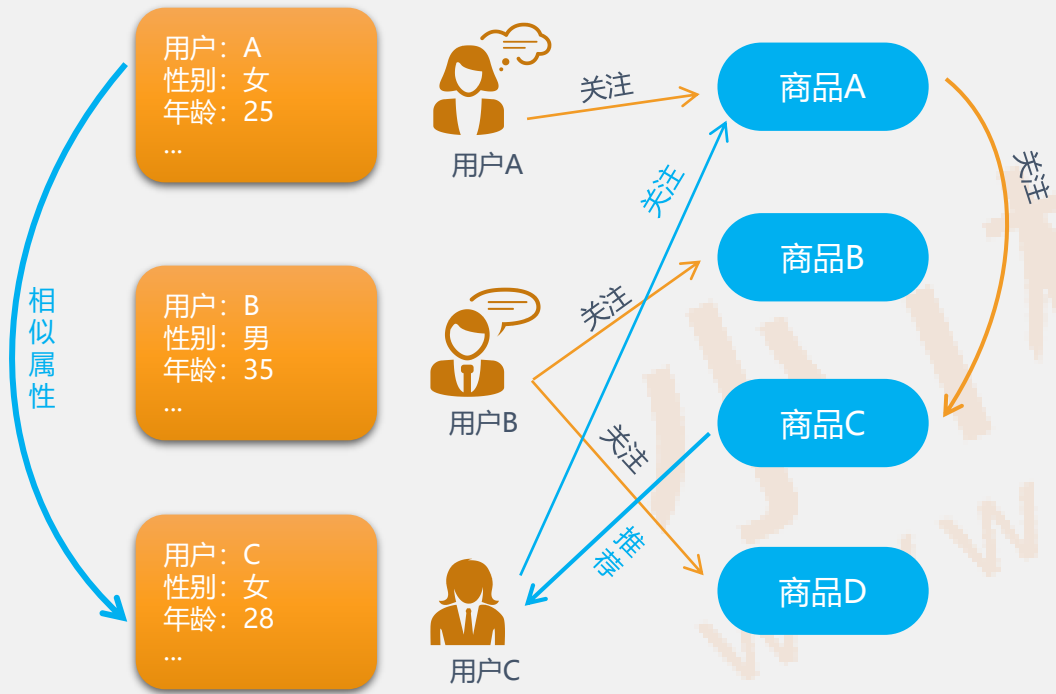 用户：A
性别：女
年龄：25
...
用户A
关注
商品A
关注
关注
相似属性
用户：B
性别：男
年龄：35
...
用户B
关注
商品B
关注
商品C
推荐
用户：C
性别：女
年龄：28
...
用户C
商品D